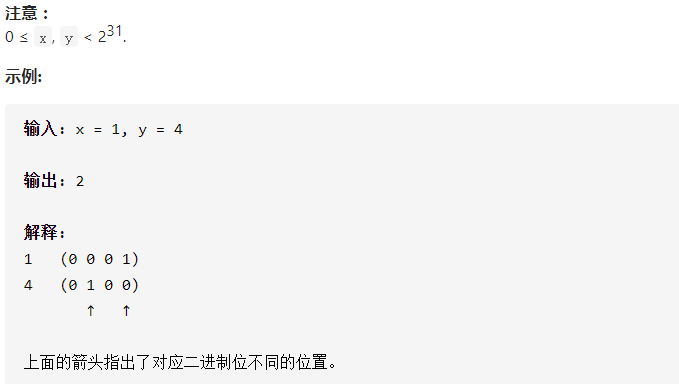 注意：
0 ≤ x, y < 2³¹.
示例:
输入: x = 1, y = 4
输出: 2
解释:
1   (0 0 0 1)
4   (0 1 0 0)
       ↑   ↑
上面的箭头指出了对应二进制位不同的位置。